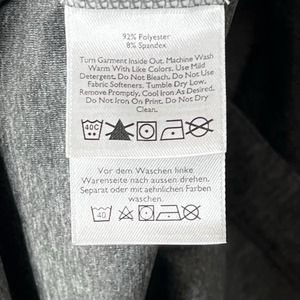 92% Polyester
8% Spandex
Turn Garment Inside Out. Machine Wash
Warm With Like Colors. Use Mild
Detergent. Do Not Bleach. Do Not Use
Fabric Softeners. Tumble Dry Low.
Remove Promptly, Cool Iron As Desired.
Do Not Iron On Print. Do Not Dry
Clean.
40C
Vor dem Waschen linke
Warenseite nach aussen drehen.
Separat oder mit aehnlichen Farben
waschen.
40